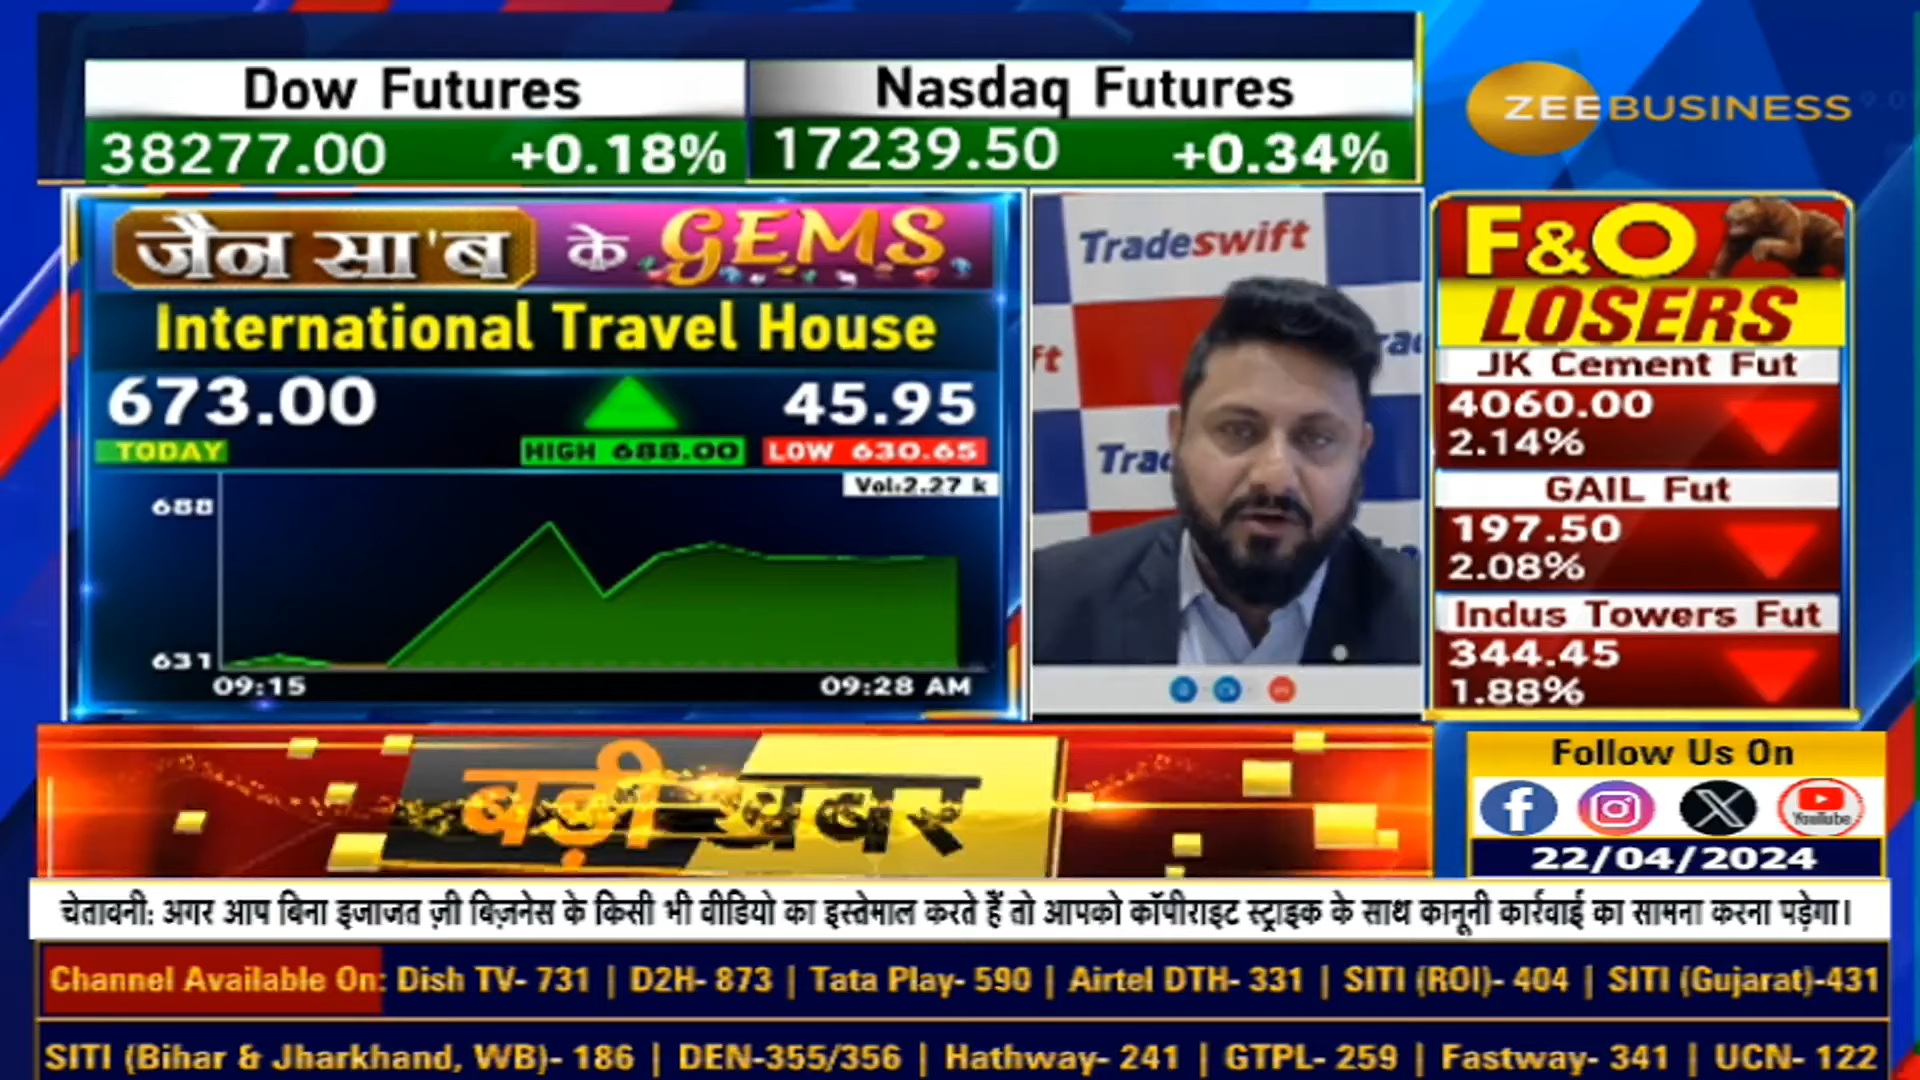 Dow Futures
38277.00 +0.18%
Nasdaq Futures
17239.50 +0.34%
ZEEBUSINESS
जैन सा'ब के GEMS
International Travel House
673.00 45.95
TODAY HIGH 688.00 LOW 630.65
Vol:2.27 k
688
631
09:15 09:28 AM
Tradeswift
ft
Trad
F&O
LOSERS
JK Cement Fut
4060.00
2.14%
GAIL Fut
197.50
2.08%
Indus Towers Fut
344.45
1.88%
बड़ी खबर
Follow Us On
YouTube
22/04/2024
चेतावनी: अगर आप बिना इजाजत ज़ी बिज़नेस के किसी भी वीडियो का इस्तेमाल करते हैं तो आपको कॉपीराइट स्ट्राइक के साथ कानूनी कार्रवाई का सामना करना पड़ेगा।
Channel Available On: Dish TV- 731 | D2H- 873 | Tata Play- 590 | Airtel DTH- 331 | SITI (ROI)- 404 | SITI (Gujarat)-431
SITI (Bihar & Jharkhand, WB)- 186 | DEN-355/356 | Hathway- 241 | GTPL- 259 | Fastway- 341 | UCN- 122